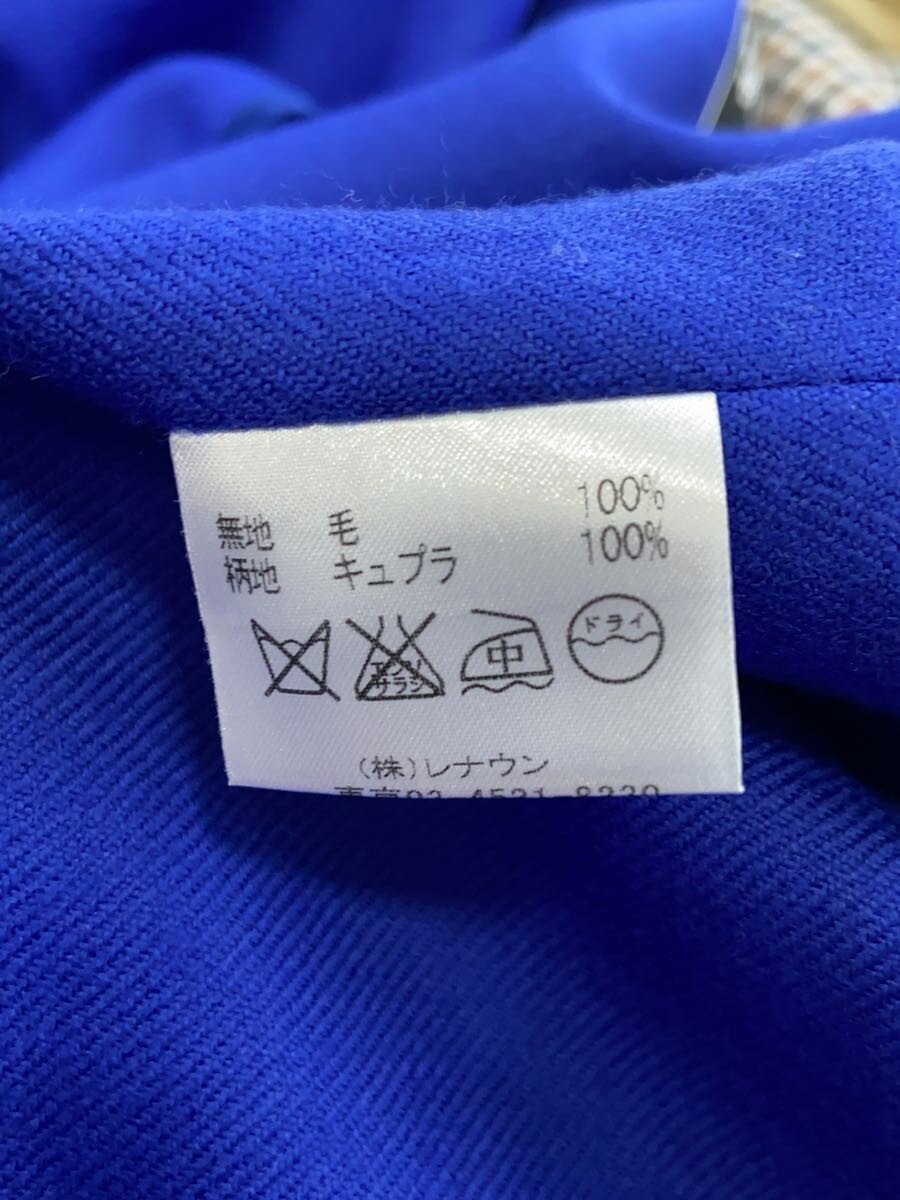 無地 毛 100%
柄地 キュプラ 100%
エンソ
サラシ
中
ドライ
(株)レナウン